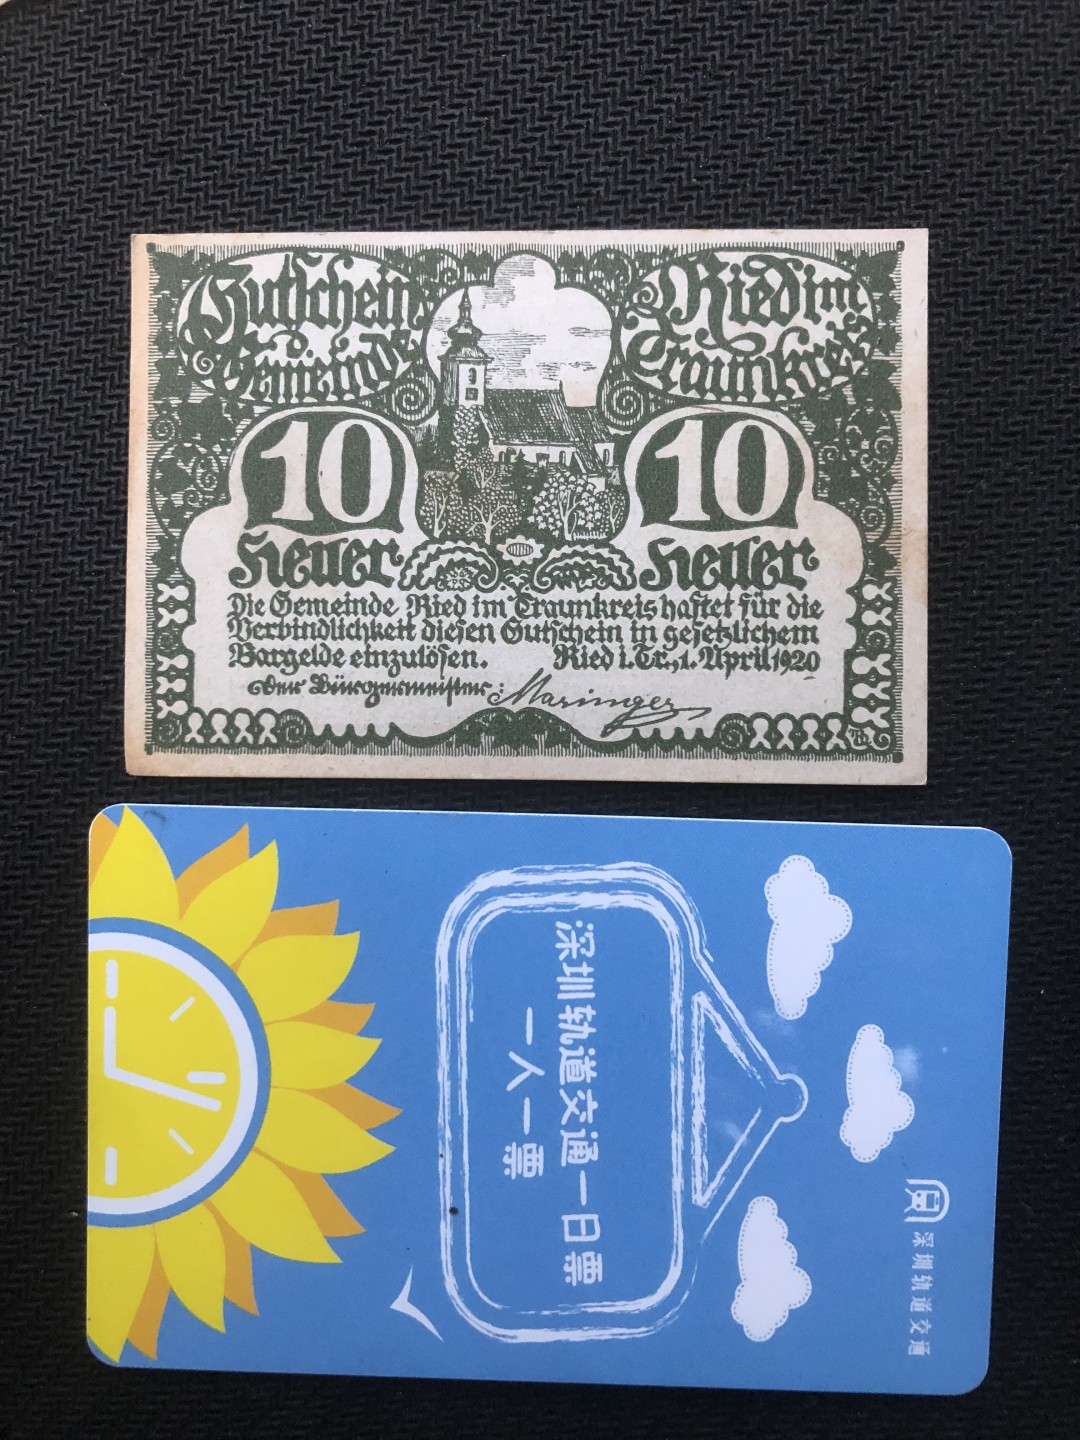 Gutschein
Gemeinde
Ried im
Traunkreis
10
Heller
10
Heller
Die Gemeinde Ried im Traunkreis haftet für die
Verbindlichkeit diesen Gutschein in gesetzlichem
Bargelde einzulösen. Ried i. Tr., 1. April 1920
Der Bürgermeister: Maringer
深圳轨道交通一日票
一人一票
深圳轨道交通